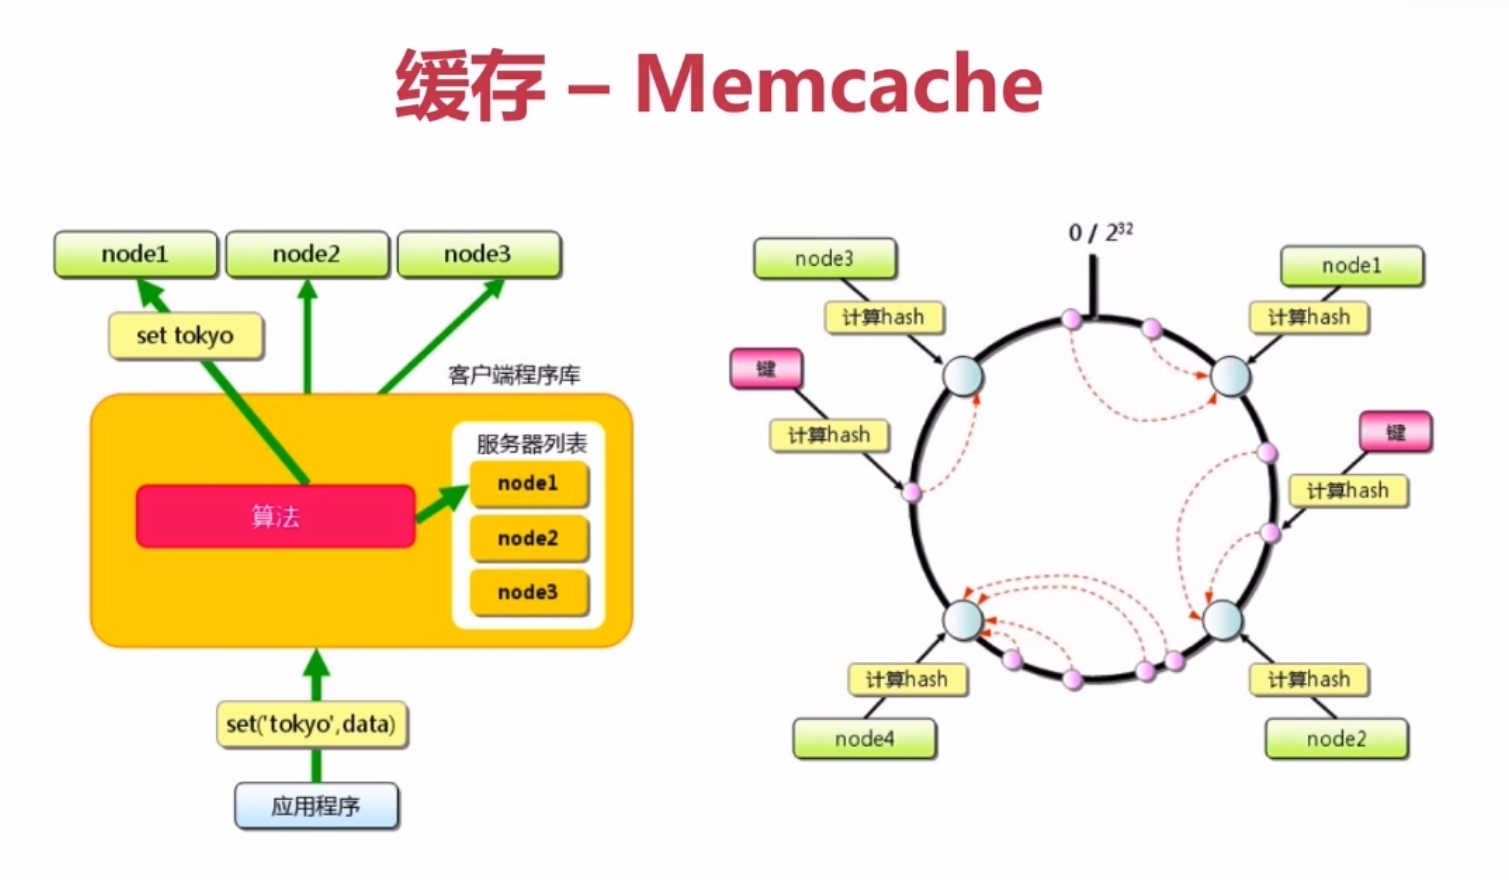 缓存 – Memcache
node1
node2
node3
set tokyo
客户端程序库
服务器列表
node1
node2
node3
算法
set('tokyo',data)
应用程序
0 / 2³²
node3
node1
计算hash
计算hash
键
计算hash
键
计算hash
计算hash
计算hash
node4
node2